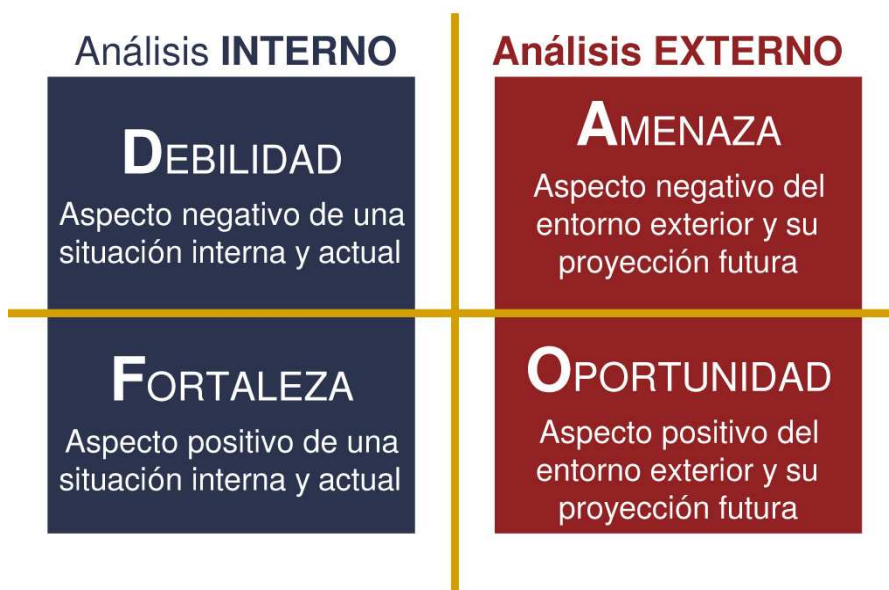 Análisis INTERNO
DEBILIDAD
Aspecto negativo de una
situación interna y actual
FORTALEZA
Aspecto positivo de una
situación interna y actual
Análisis EXTERNO
AMENAZA
Aspecto negativo del
entorno exterior y su
proyección futura
OPORTUNIDAD
Aspecto positivo del
entorno exterior y su
proyección futura